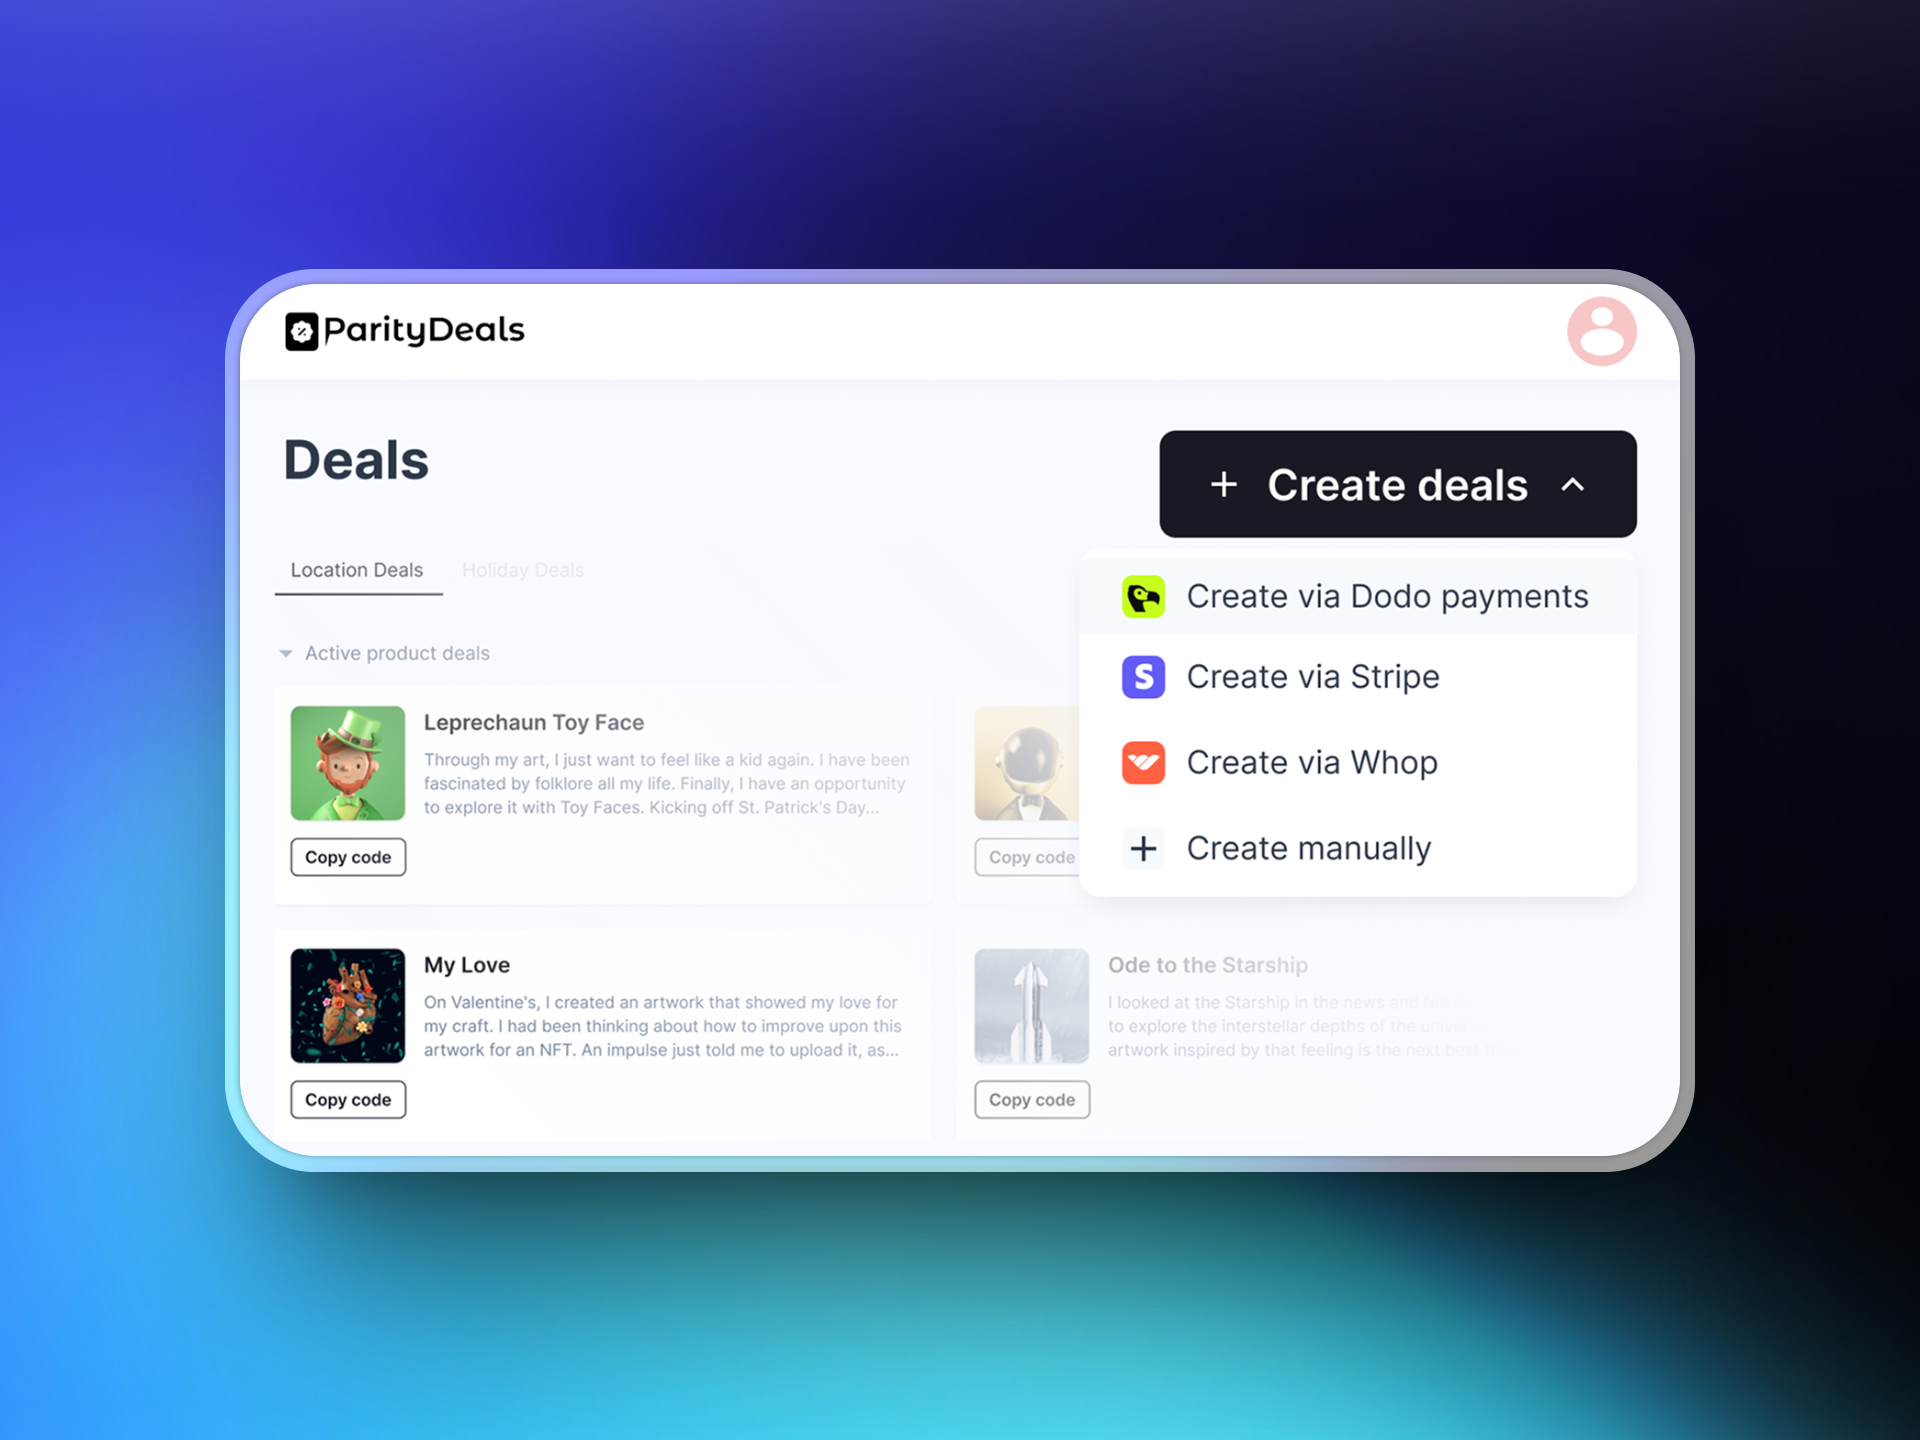 ParityDeals
Deals
+ Create deals
Location Deals
Holiday Deals
Create via Dodo payments
Create via Stripe
Create via Whop
Create manually
Active product deals
Leprechaun Toy Face
Through my art, I just want to feel like a kid again. I have been
fascinated by folklore all my life. Finally, I have an opportunity
to explore it with Toy Faces. Kicking off St. Patrick's Day...
Copy code
Copy code
My Love
On Valentine's, I created an artwork that showed my love for
my craft. I had been thinking about how to improve upon this
artwork for an NFT. An impulse just told me to upload it, as...
Copy code
Ode to the Starship
I looked at the Starship in the news and felt
to explore the interstellar depths of the universe
artwork inspired by that feeling is the next best
Copy code